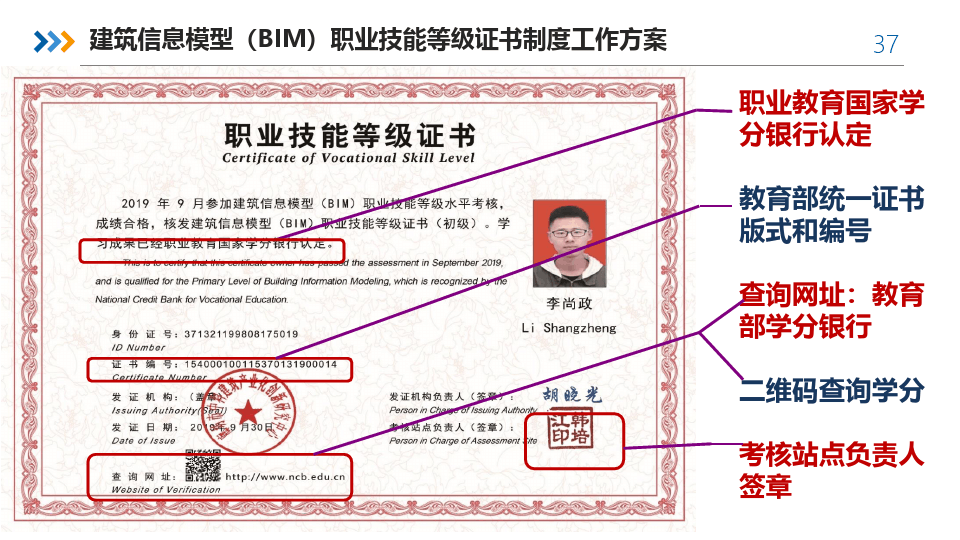 建筑信息模型（BIM）职业技能等级证书制度工作方案
37
职业技能等级证书
Certificate of Vocational Skill Level
2019 年 9 月参加建筑信息模型（BIM）职业技能等级水平考核，
成绩合格，核发建筑信息模型（BIM）职业技能等级证书（初级）。学
习成果已经职业教育国家学分银行认定。
This is to certify that this certificate owner has passed the assessment in September 2019,
and is qualified for the Primary Level of Building Information Modeling, which is recognized by the
National Credit Bank for Vocational Education.
李尚政
Li Shangzheng
身 份 证 号：371321199808175019
ID Number
证 书 编 号：154000100115370131900014
Certificate Number
发 证 机 构：（盖章）
Issuing Authority(Seal)
发 证 日 期： 2019年9月30日
Date of Issue
发证机构负责人（签章）：
胡晓光
Person in Charge of Issuing Authority
考核站点负责人（签章）：
Person in Charge of Assessment Site
韩培
江印
查 询 网 址：
http://www.ncb.edu.cn
Website of Verification
职业教育国家学
分银行认定
教育部统一证书
版式和编号
查询网址：教育
部学分银行
二维码查询学分
考核站点负责人
签章